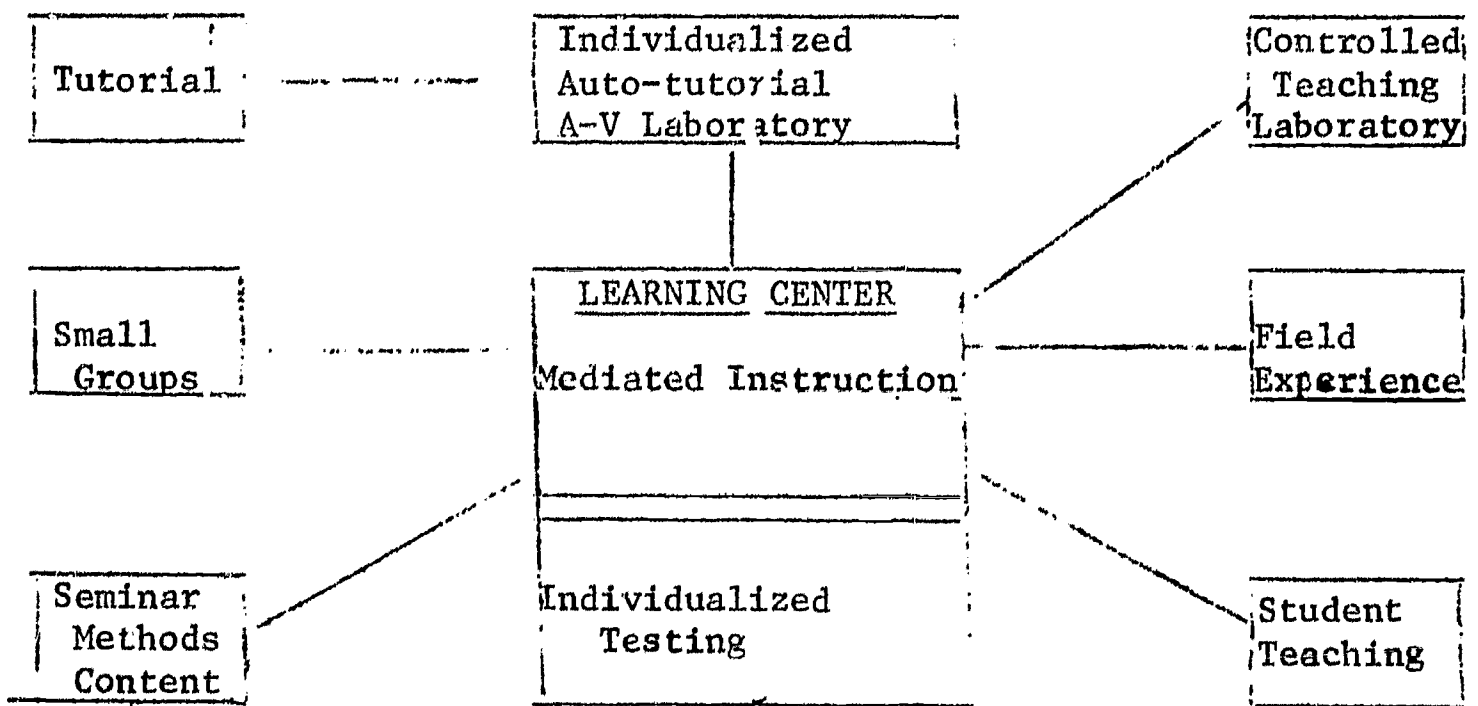 Tutorial
Individualized
Auto-tutorial
A-V Laboratory
Controlled
Teaching
Laboratory
Small
Groups
LEARNING CENTER
Mediated Instruction
Field
Experience
Seminar
Methods
Content
Individualized
Testing
Student
Teaching